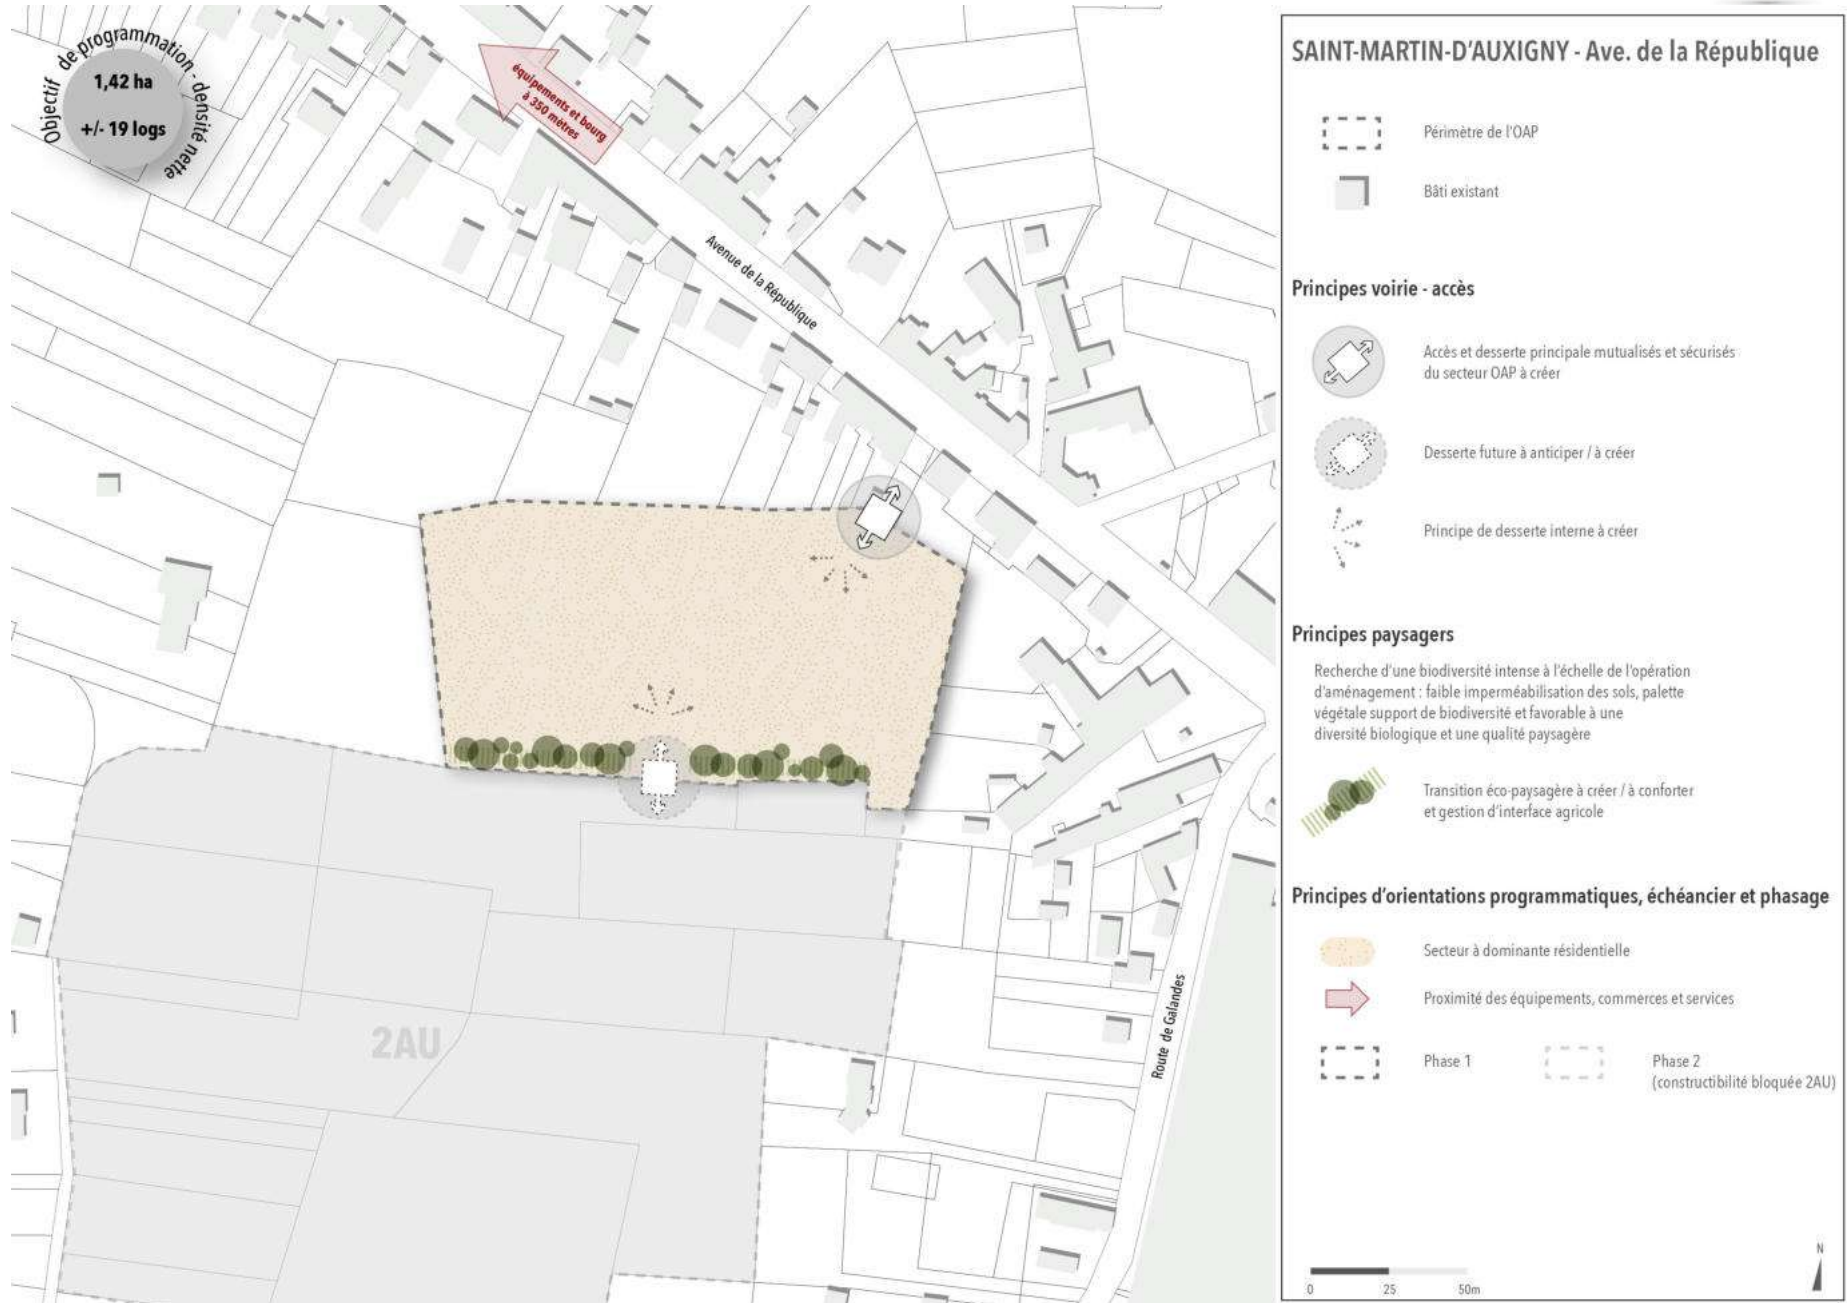 Objectif de programmation - densité nette
1,42 ha
+/- 19 logs
équipements et bourg
à 350 mètres
Avenue de la République
2AU
Route de Galandes
SAINT-MARTIN-D'AUXIGNY - Ave. de la République
Périmètre de l'OAP
Bâti existant
Principes voirie - accès
Accès et desserte principale mutualisés et sécurisés
du secteur OAP à créer
Desserte future à anticiper / à créer
Principe de desserte interne à créer
Principes paysagers
Recherche d'une biodiversité intense à l'échelle de l'opération
d'aménagement : faible imperméabilisation des sols, palette
végétale support de biodiversité et favorable à une
diversité biologique et une qualité paysagère
Transition éco-paysagère à créer / à conforter
et gestion d'interface agricole
Principes d'orientations programmatiques, échéancier et phasage
Secteur à dominante résidentielle
Proximité des équipements, commerces et services
Phase 1
Phase 2
(constructibilité bloquée 2AU)
N
0 25 50m